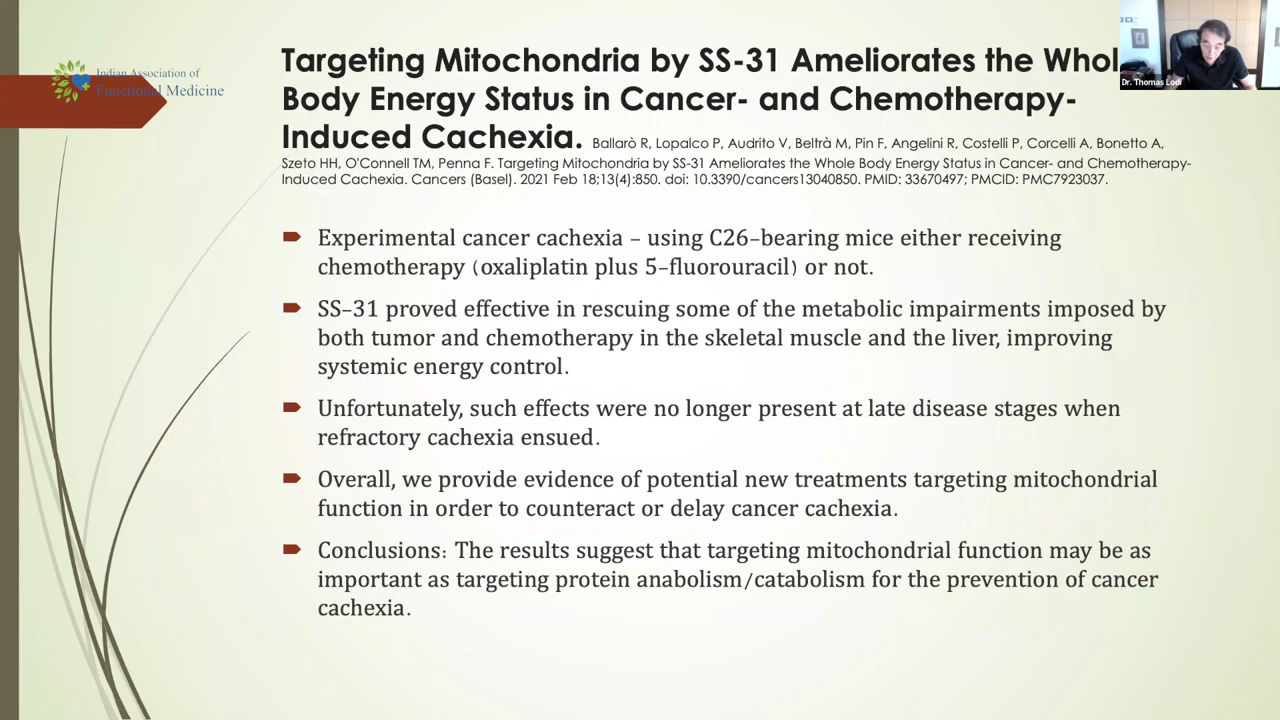 Indian Association of
Functional Medicine
Dr. Thomas Lodi
Targeting Mitochondria by SS-31 Ameliorates the Whol
Body Energy Status in Cancer- and Chemotherapy-
Induced Cachexia. Ballarò R, Lopalco P, Audrito V, Beltrà M, Pin F, Angelini R, Costelli P, Corcelli A, Bonetto A,
Szeto HH, O'Connell TM, Penna F. Targeting Mitochondria by SS-31 Ameliorates the Whole Body Energy Status in Cancer- and Chemotherapy-
Induced Cachexia. Cancers (Basel). 2021 Feb 18;13(4):850. doi: 10.3390/cancers13040850. PMID: 33670497; PMCID: PMC7923037.
Experimental cancer cachexia – using C26–bearing mice either receiving
chemotherapy (oxaliplatin plus 5–fluorouracil) or not.
SS–31 proved effective in rescuing some of the metabolic impairments imposed by
both tumor and chemotherapy in the skeletal muscle and the liver, improving
systemic energy control.
Unfortunately, such effects were no longer present at late disease stages when
refractory cachexia ensued.
Overall, we provide evidence of potential new treatments targeting mitochondrial
function in order to counteract or delay cancer cachexia.
Conclusions: The results suggest that targeting mitochondrial function may be as
important as targeting protein anabolism/catabolism for the prevention of cancer
cachexia.